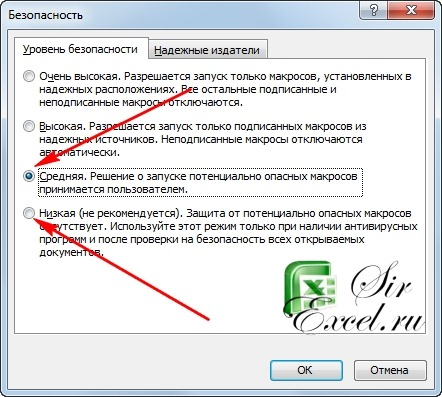 Безопасность
Уровень безопасности
Надежные издатели
Очень высокая. Разрешается запуск только макросов, установленных в
надежных расположениях. Все остальные подписанные и
неподписанные макросы отключаются.
Высокая. Разрешается запуск только подписанных макросов из
надежных источников. Неподписанные макросы отключаются
автоматически.
Средняя. Решение о запуске потенциально опасных макросов
принимается пользователем.
Низкая (не рекомендуется). Защита от потенциально опасных макросов
отсутствует. Используйте этот режим только при наличии антивирусных
программ и после проверки на безопасность всех открываемых
документов.
Sir
Excel.ru
ОК
Отмена